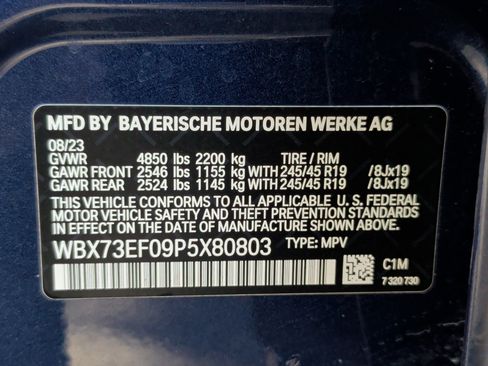 MFD BY BAYERISCHE MOTOREN WERKE AG
08/23
GVWR 4850 lbs 2200 kg TIRE / RIM
GAWR FRONT 2546 lbs 1155 kg WITH 245/45 R19 /8Jx19
GAWR REAR 2524 lbs 1145 kg WITH 245/45 R19 /8Jx19
THIS VEHICLE CONFORMS TO ALL APPLICABLE U. S. FEDERAL
MOTOR VEHICLE SAFETY AND THEFT PREVENTION STANDARDS
IN EFFECT ON THE DATE OF MANUFACTURE SHOWN ABOVE.
WBX73EF09P5X80803 TYPE: MPV
C1M
7 320 730